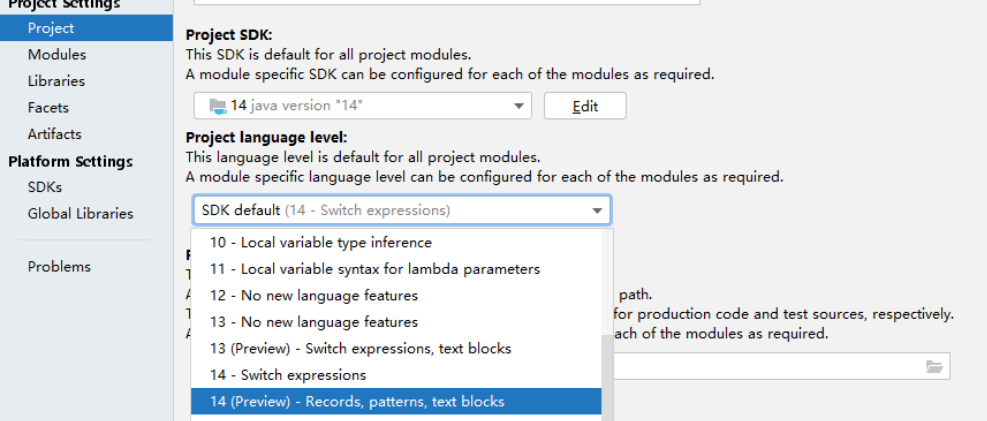 Project Settings
Project
Modules
Libraries
Facets
Artifacts
Platform Settings
SDKs
Global Libraries
Problems
Project SDK:
This SDK is default for all project modules.
A module specific SDK can be configured for each of the modules as required.
14 java version "14"
Edit
Project language level:
This language level is default for all project modules.
A module specific language level can be configured for each of the modules as required.
SDK default (14 - Switch expressions)
10 - Local variable type inference
11 - Local variable syntax for lambda parameters
12 - No new language features
13 - No new language features
13 (Preview) - Switch expressions, text blocks
14 - Switch expressions
14 (Preview) - Records, patterns, text blocks
path.
for production code and test sources, respectively.
ach of the modules as required.